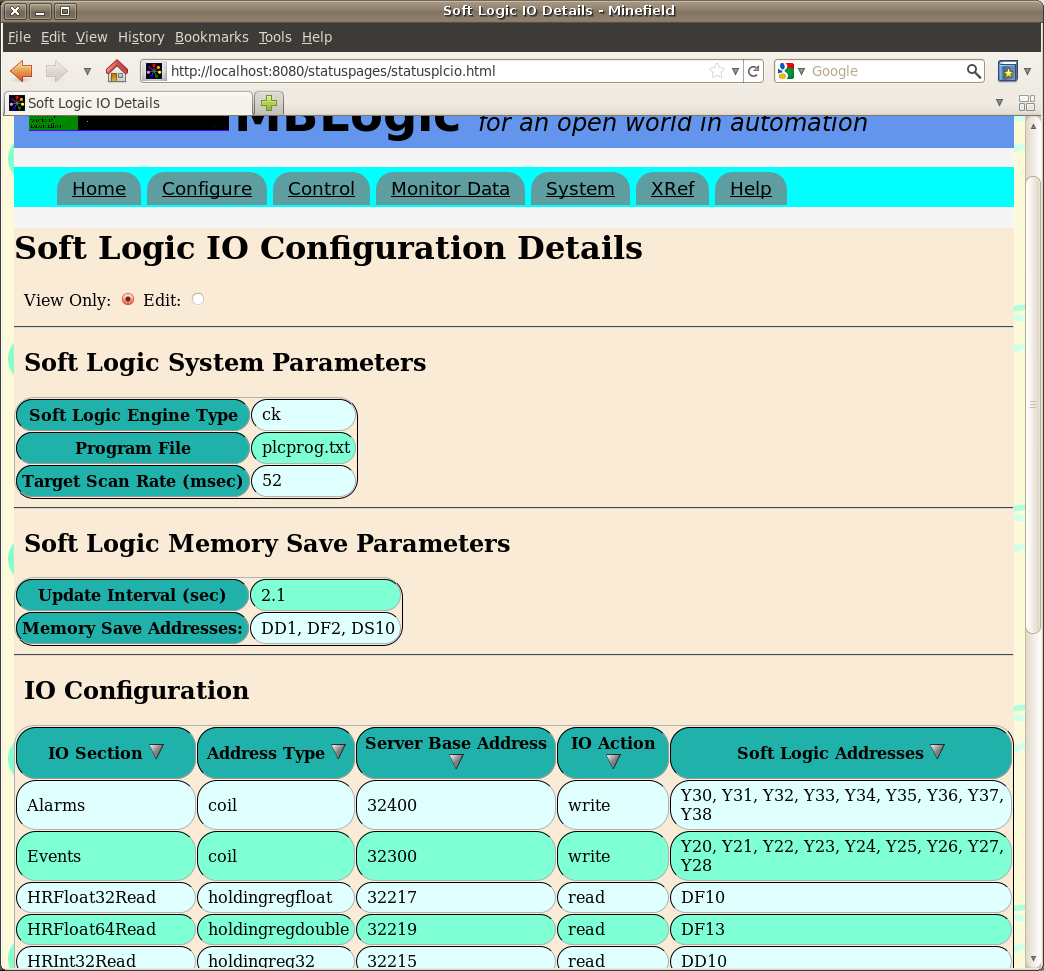 Soft Logic IO Details - Minefield
File Edit View History Bookmarks Tools Help
http://localhost:8080/statuspages/statusplcio.html
Google
Soft Logic IO Details
MBLogic for an open world in automation
Home Configure Control Monitor Data System XRef Help
Soft Logic IO Configuration Details
View Only: Edit:
Soft Logic System Parameters
Soft Logic Engine Type ck
Program File plcprog.txt
Target Scan Rate (msec) 52
Soft Logic Memory Save Parameters
Update Interval (sec) 2.1
Memory Save Addresses: DD1, DF2, DS10
IO Configuration
IO Section Address Type Server Base Address IO Action Soft Logic Addresses
Alarms coil 32400 write Y30, Y31, Y32, Y33, Y34, Y35, Y36, Y37,
Y38
Events coil 32300 write Y20, Y21, Y22, Y23, Y24, Y25, Y26, Y27,
Y28
HRFloat32Read holdingregfloat 32217 read DF10
HRFloat64Read holdingregdouble 32219 read DF13
HRInt32Read holdingreg32 32215 read DD10